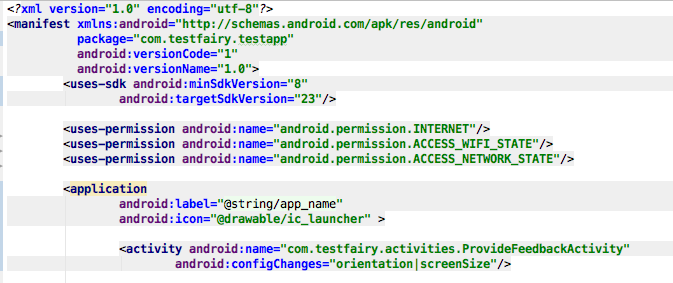 <?xml version="1.0" encoding="utf-8"?>
<manifest xmlns:android="http://schemas.android.com/apk/res/android"
package="com.testfairy.testapp"
android:versionCode="1"
android:versionName="1.0">
<uses-sdk android:minSdkVersion="8"
android:targetSdkVersion="23"/>
<uses-permission android:name="android.permission.INTERNET"/>
<uses-permission android:name="android.permission.ACCESS_WIFI_STATE"/>
<uses-permission android:name="android.permission.ACCESS_NETWORK_STATE"/>
<application
android:label="@string/app_name"
android:icon="@drawable/ic_launcher" >
<activity android:name="com.testfairy.activities.ProvideFeedbackActivity"
android:configChanges="orientation|screenSize"/>